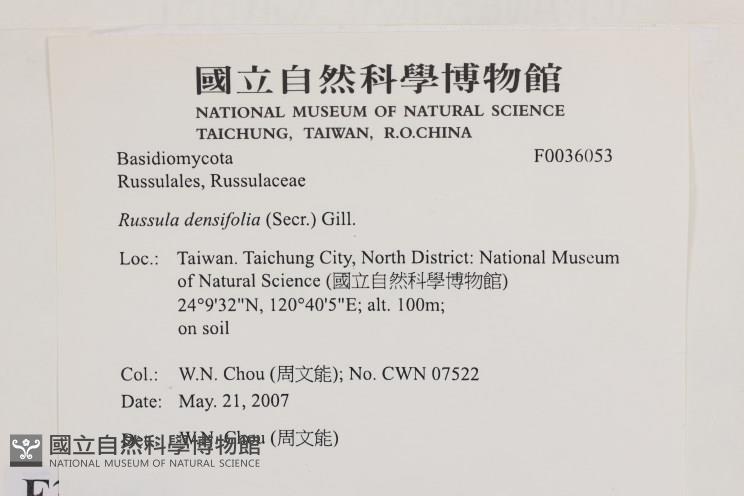 國立自然科學博物館
NATIONAL MUSEUM OF NATURAL SCIENCE
TAICHUNG, TAIWAN, R.O.CHINA
Basidiomycota F0036053
Russulales, Russulaceae
Russula densifolia (Secr.) Gill.
Loc.: Taiwan. Taichung City, North District: National Museum
of Natural Science (國立自然科學博物館)
24°9'32"N, 120°40'5"E; alt. 100m;
on soil
Col.: W.N. Chou (周文能); No. CWN 07522
Date: May. 21, 2007
Det.: W.N. Chou (周文能)
國立自然科學博物館
NATIONAL MUSEUM OF NATURAL SCIENCE